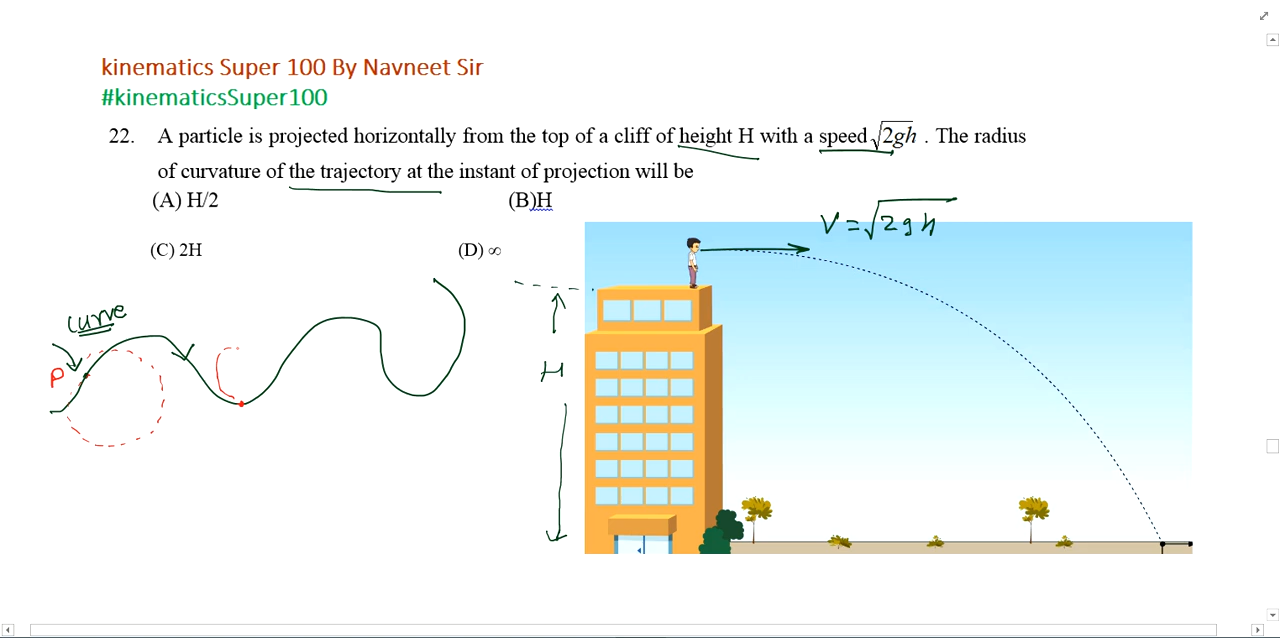 kinematics Super 100 By Navneet Sir
#kinematicsSuper100
22. A particle is projected horizontally from the top of a cliff of height H with a speed √2gh . The radius
of curvature of the trajectory at the instant of projection will be
(A) H/2 (B)H
(C) 2H (D) ∞
V = √2gh
curve
P
H